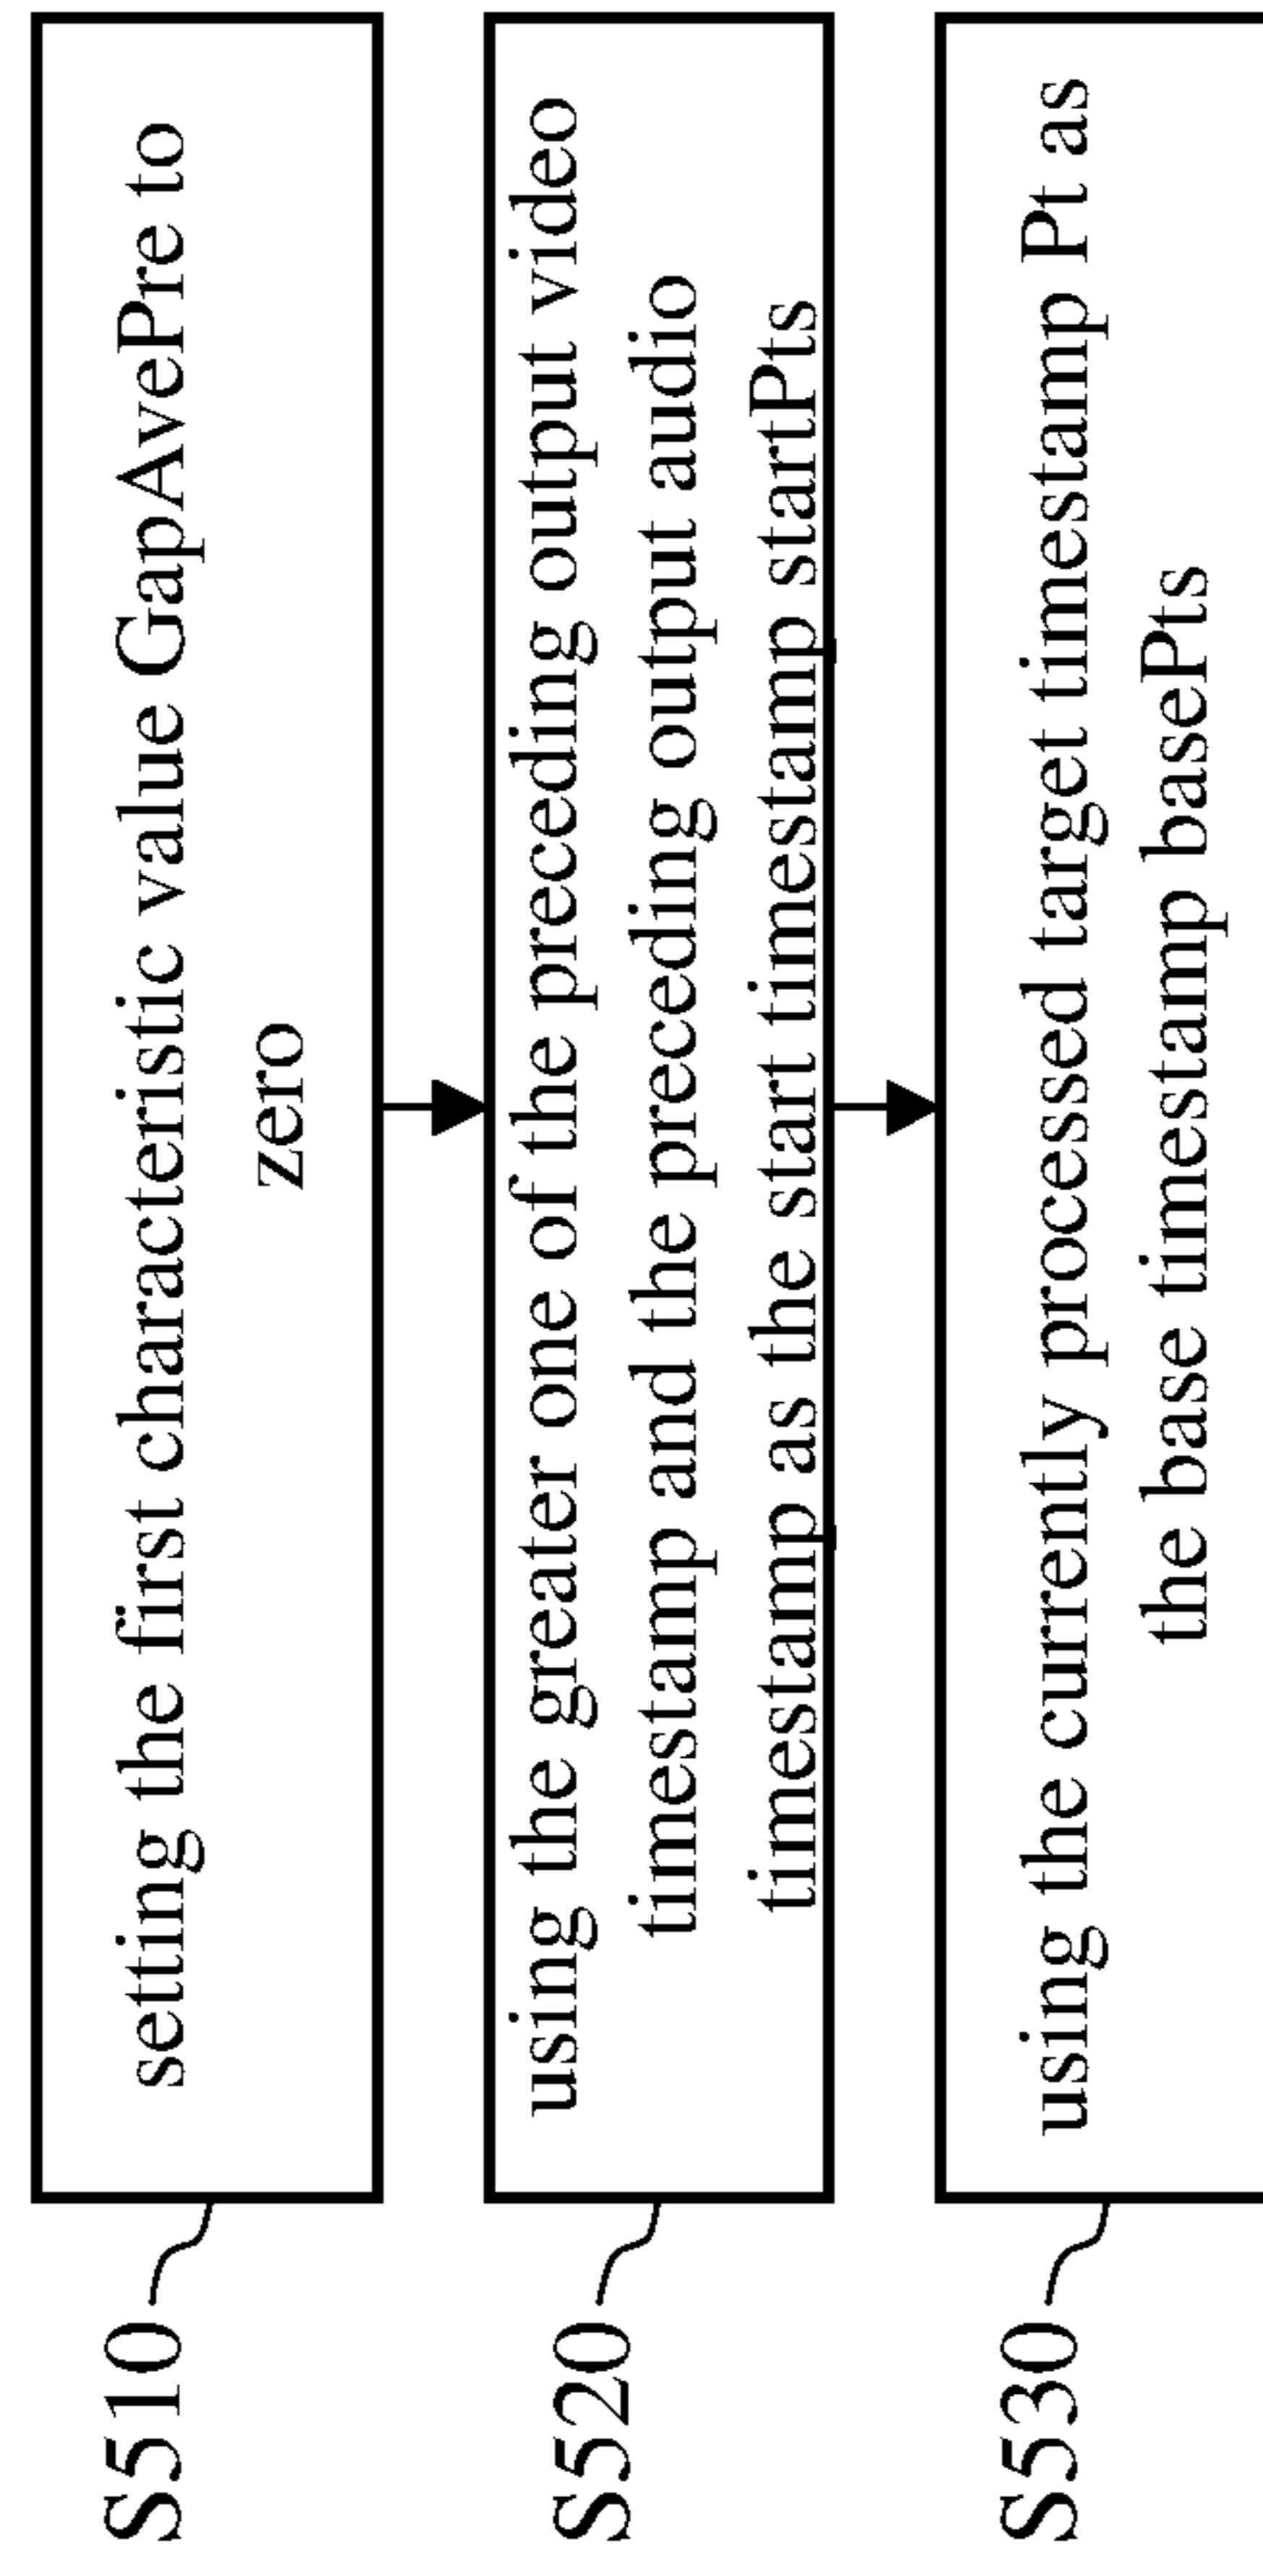 S510
setting the first characteristic value GapAvePre to
zero
S520
using the greater one of the preceding output video
timestamp and the preceding output audio
timestamp as the start timestamp startPts
S530
using the currently processed target timestamp Pt as
the base timestamp basePts